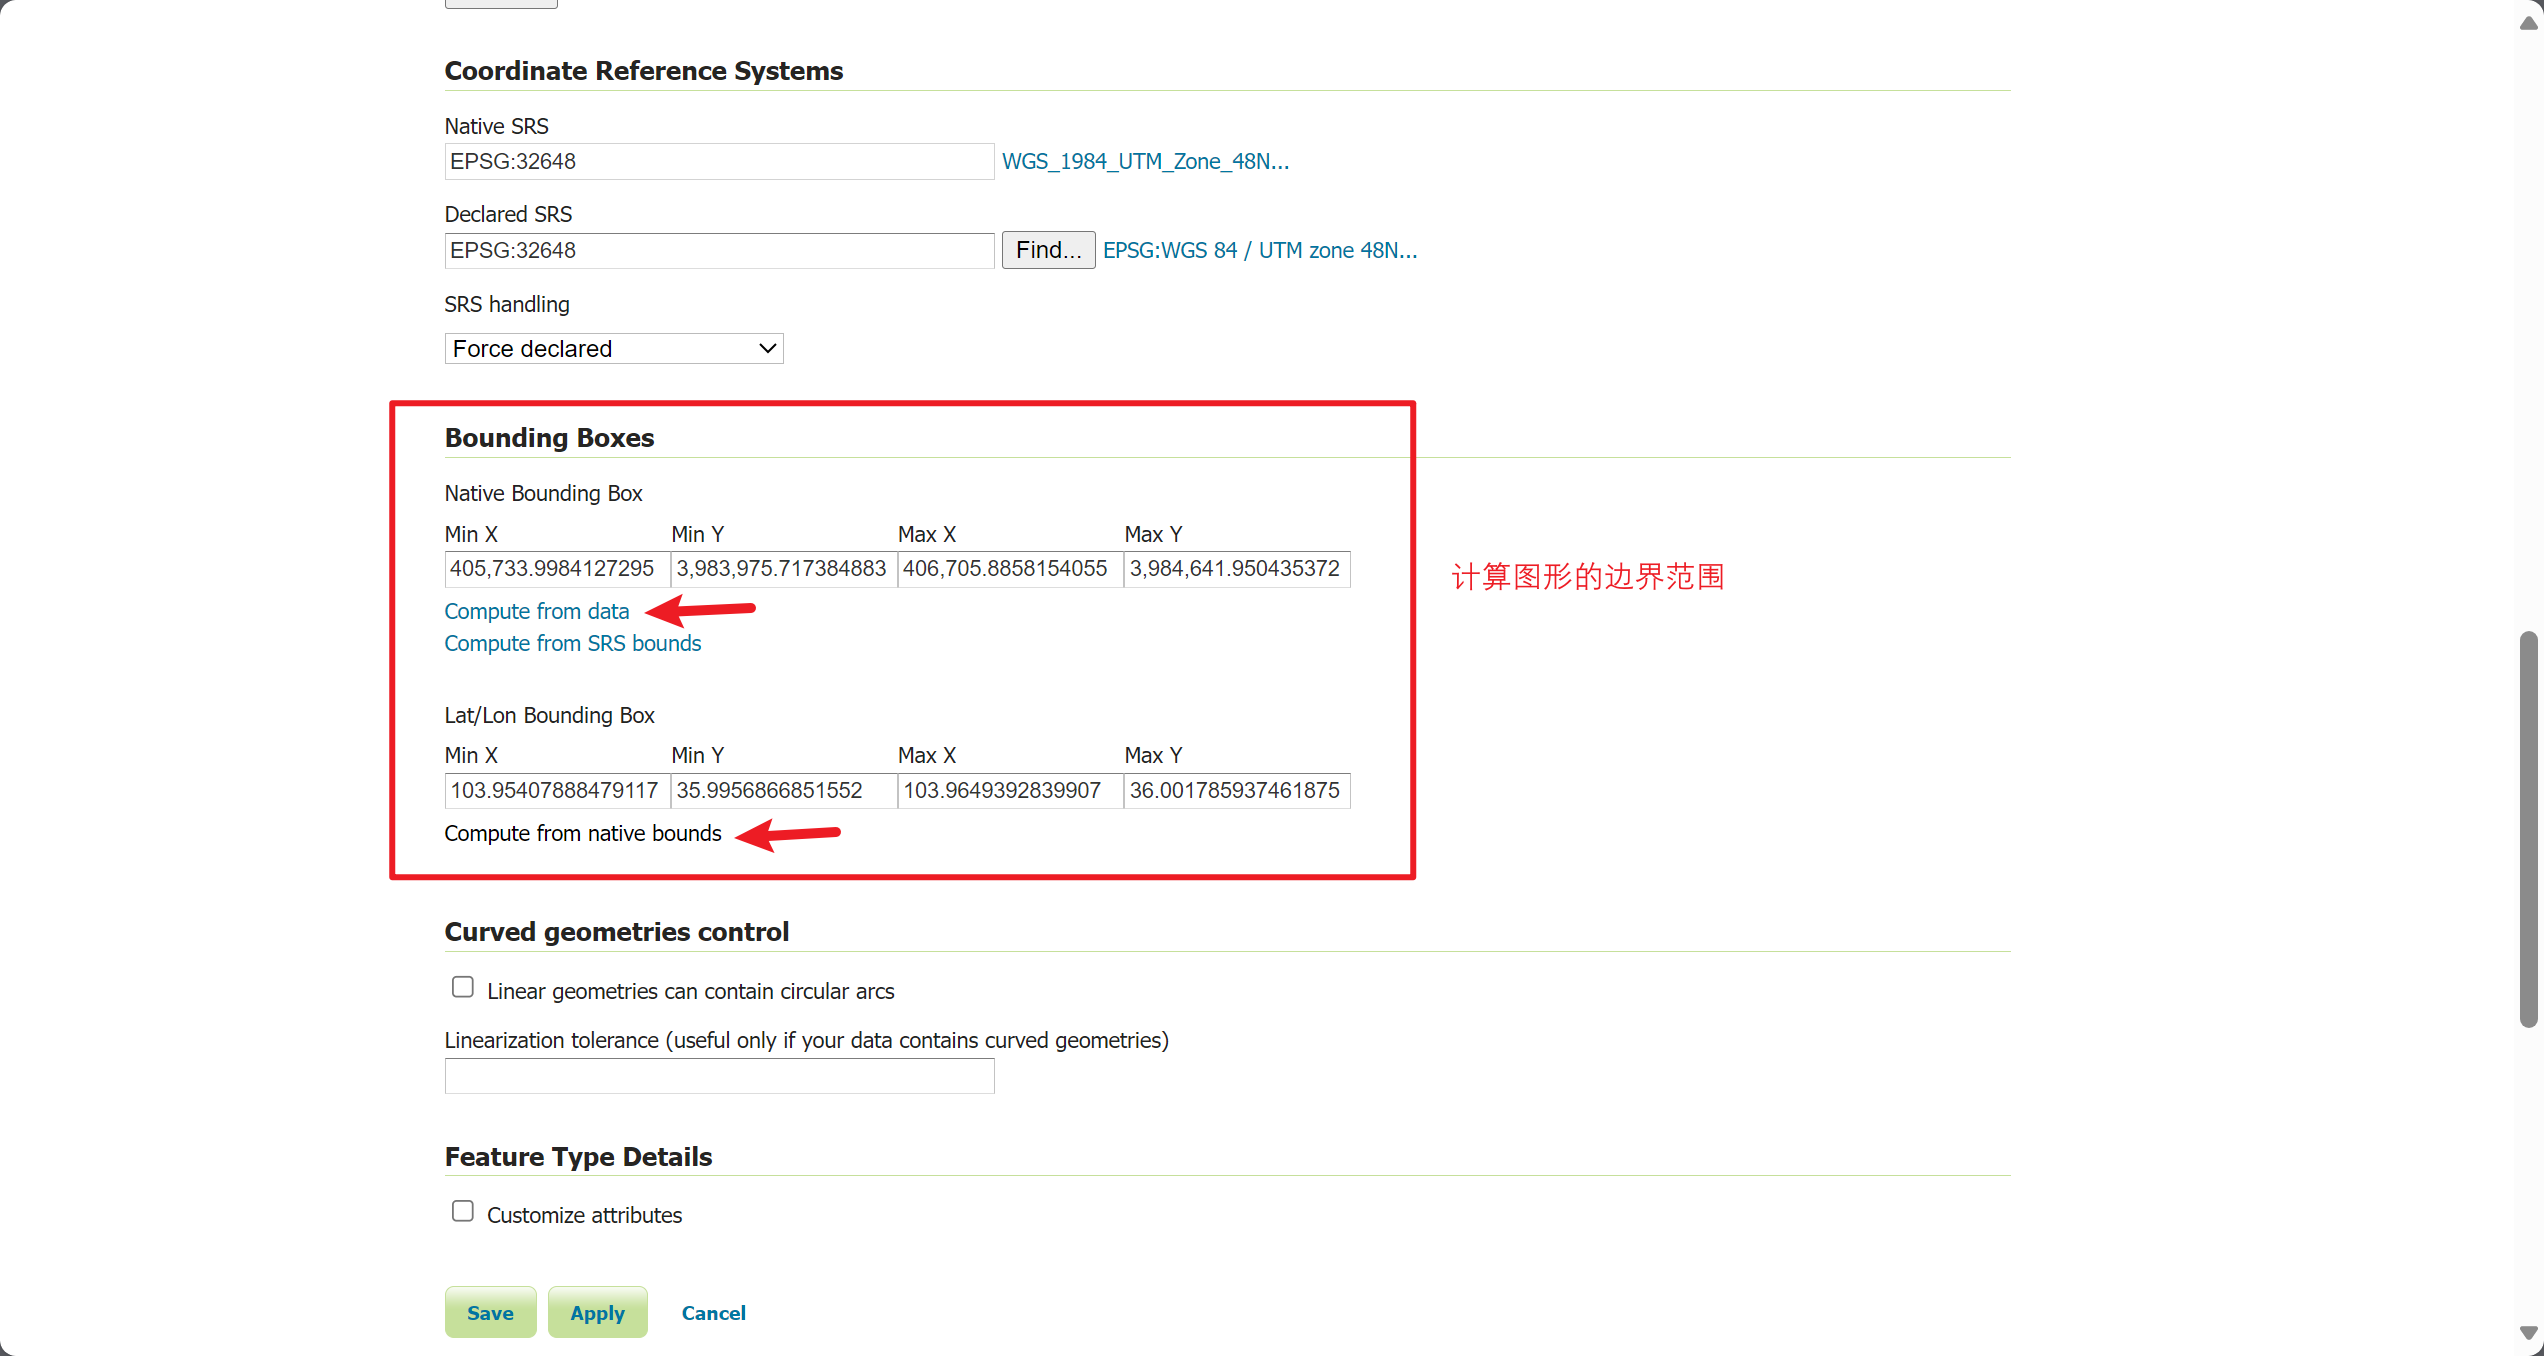 Coordinate Reference Systems
Native SRS
EPSG:32648 WGS_1984_UTM_Zone_48N...
Declared SRS
EPSG:32648 Find... EPSG:WGS 84 / UTM zone 48N...
SRS handling
Force declared
Bounding Boxes
Native Bounding Box
Min X Min Y Max X Max Y
405,733.9984127295 3,983,975.717384883 406,705.8858154055 3,984,641.950435372
计算图形的边界范围
Compute from data
Compute from SRS bounds
Lat/Lon Bounding Box
Min X Min Y Max X Max Y
103.95407888479117 35.9956866851552 103.9649392839907 36.001785937461875
Compute from native bounds
Curved geometries control
Linear geometries can contain circular arcs
Linearization tolerance (useful only if your data contains curved geometries)
Feature Type Details
Customize attributes
Save Apply Cancel